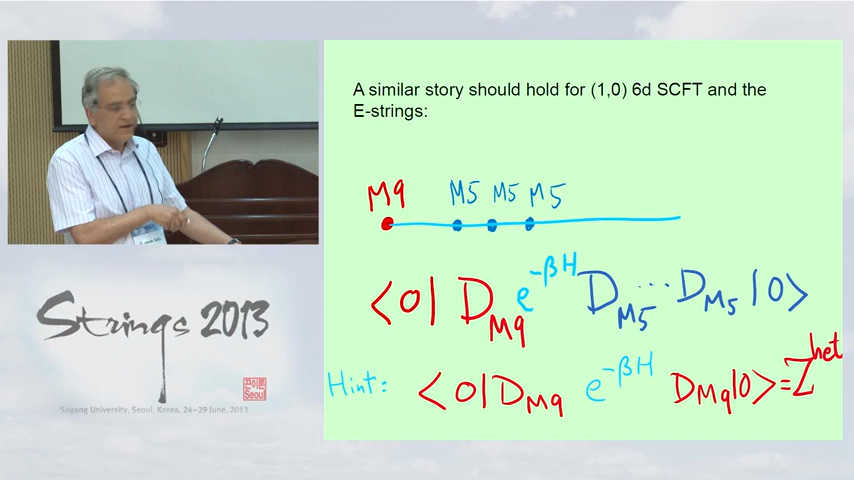 A similar story should hold for (1,0) 6d SCFT and the
E-strings:
M9 M5 M5 M5
<0| D_M9 e^-βH D_M5 ... D_M5 |0>
Hint: <0| D_M9 e^-βH D_M9 |0> = Z^het
Strings 2013
Seoul
Sogang University, Seoul, Korea, 24-29 June, 2013